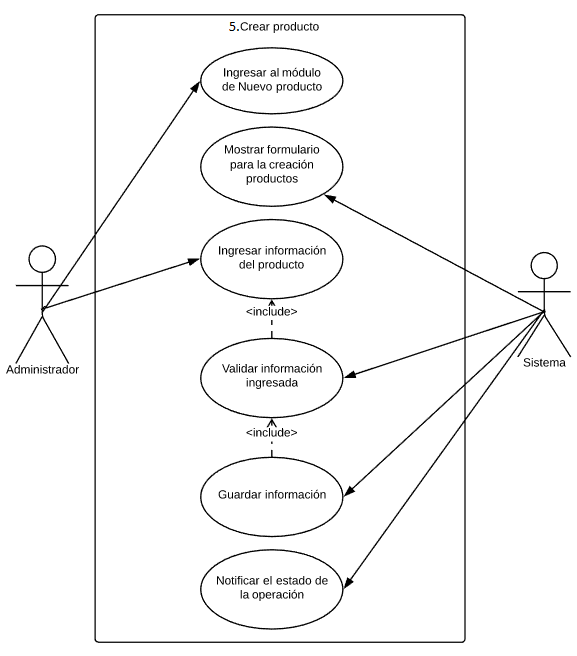 5.Crear producto
Ingresar al módulo
de Nuevo producto
Mostrar formulario
para la creación
productos
Ingresar información
del producto
<include>
Administrador
Sistema
Validar información
ingresada
<include>
Guardar información
Notificar el estado de
la operación